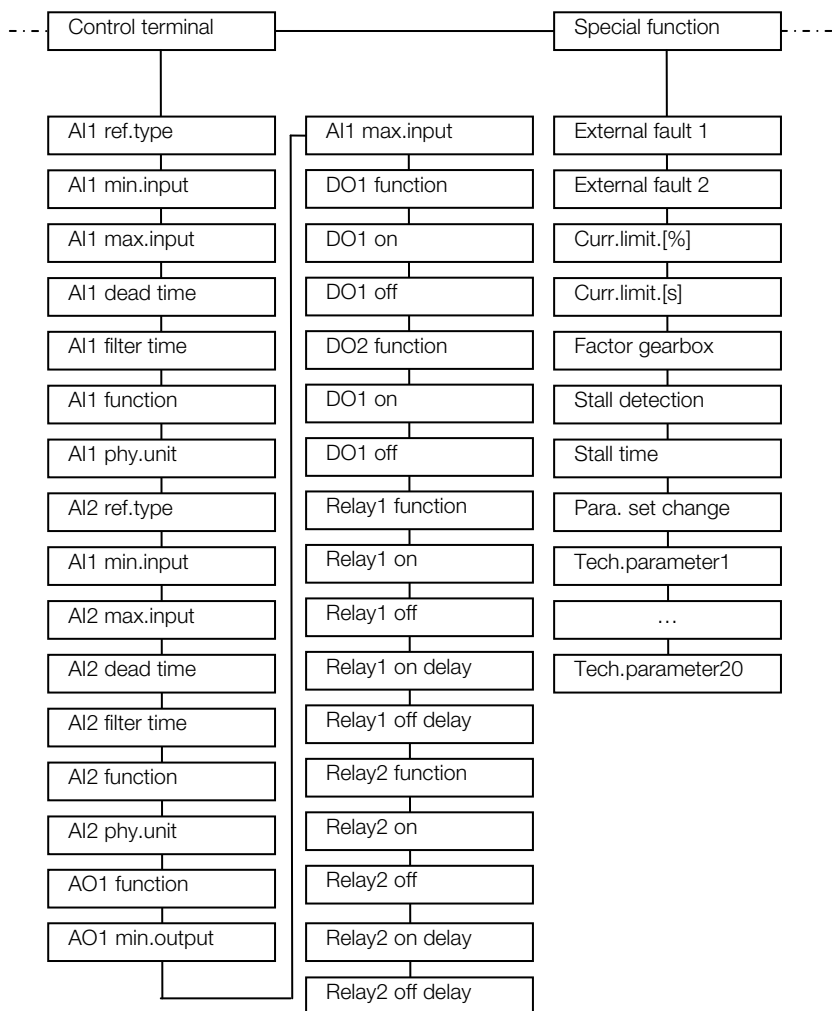 Control terminal
Special function
AI1 ref.type
AI1 min.input
AI1 max.input
AI1 dead time
AI1 filter time
AI1 function
AI1 phy.unit
AI2 ref.type
AI1 min.input
AI2 max.input
AI2 dead time
AI2 filter time
AI2 function
AI2 phy.unit
AO1 function
AO1 min.output
AI1 max.input
DO1 function
DO1 on
DO1 off
DO2 function
DO1 on
DO1 off
Relay1 function
Relay1 on
Relay1 off
Relay1 on delay
Relay1 off delay
Relay2 function
Relay2 on
Relay2 off
Relay2 on delay
Relay2 off delay
External fault 1
External fault 2
Curr.limit.[%]
Curr.limit.[s]
Factor gearbox
Stall detection
Stall time
Para. set change
Tech.parameter1
…
Tech.parameter20